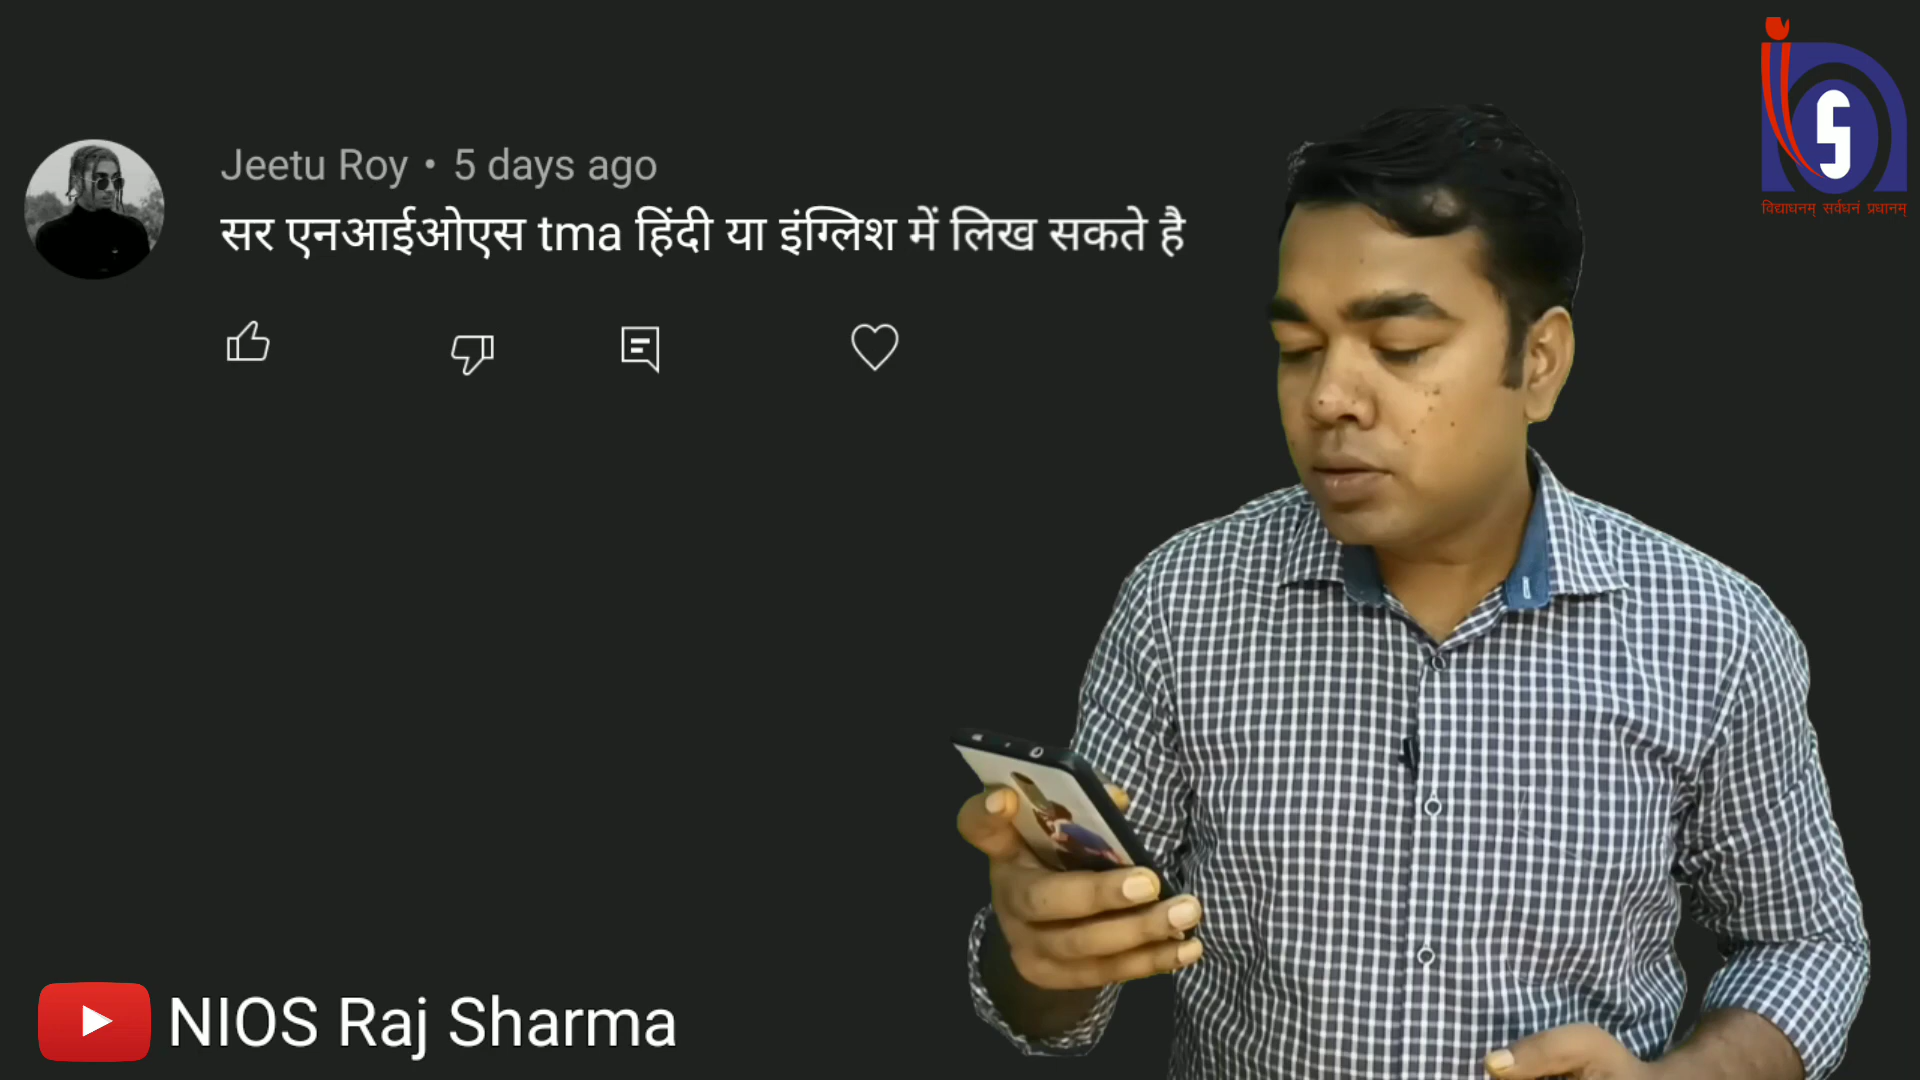 Jeetu Roy • 5 days ago
सर एनआईओएस tma हिंदी या इंग्लिश में लिख सकते है
विद्याधनम् सर्वधनं प्रधानम्
NIOS Raj Sharma